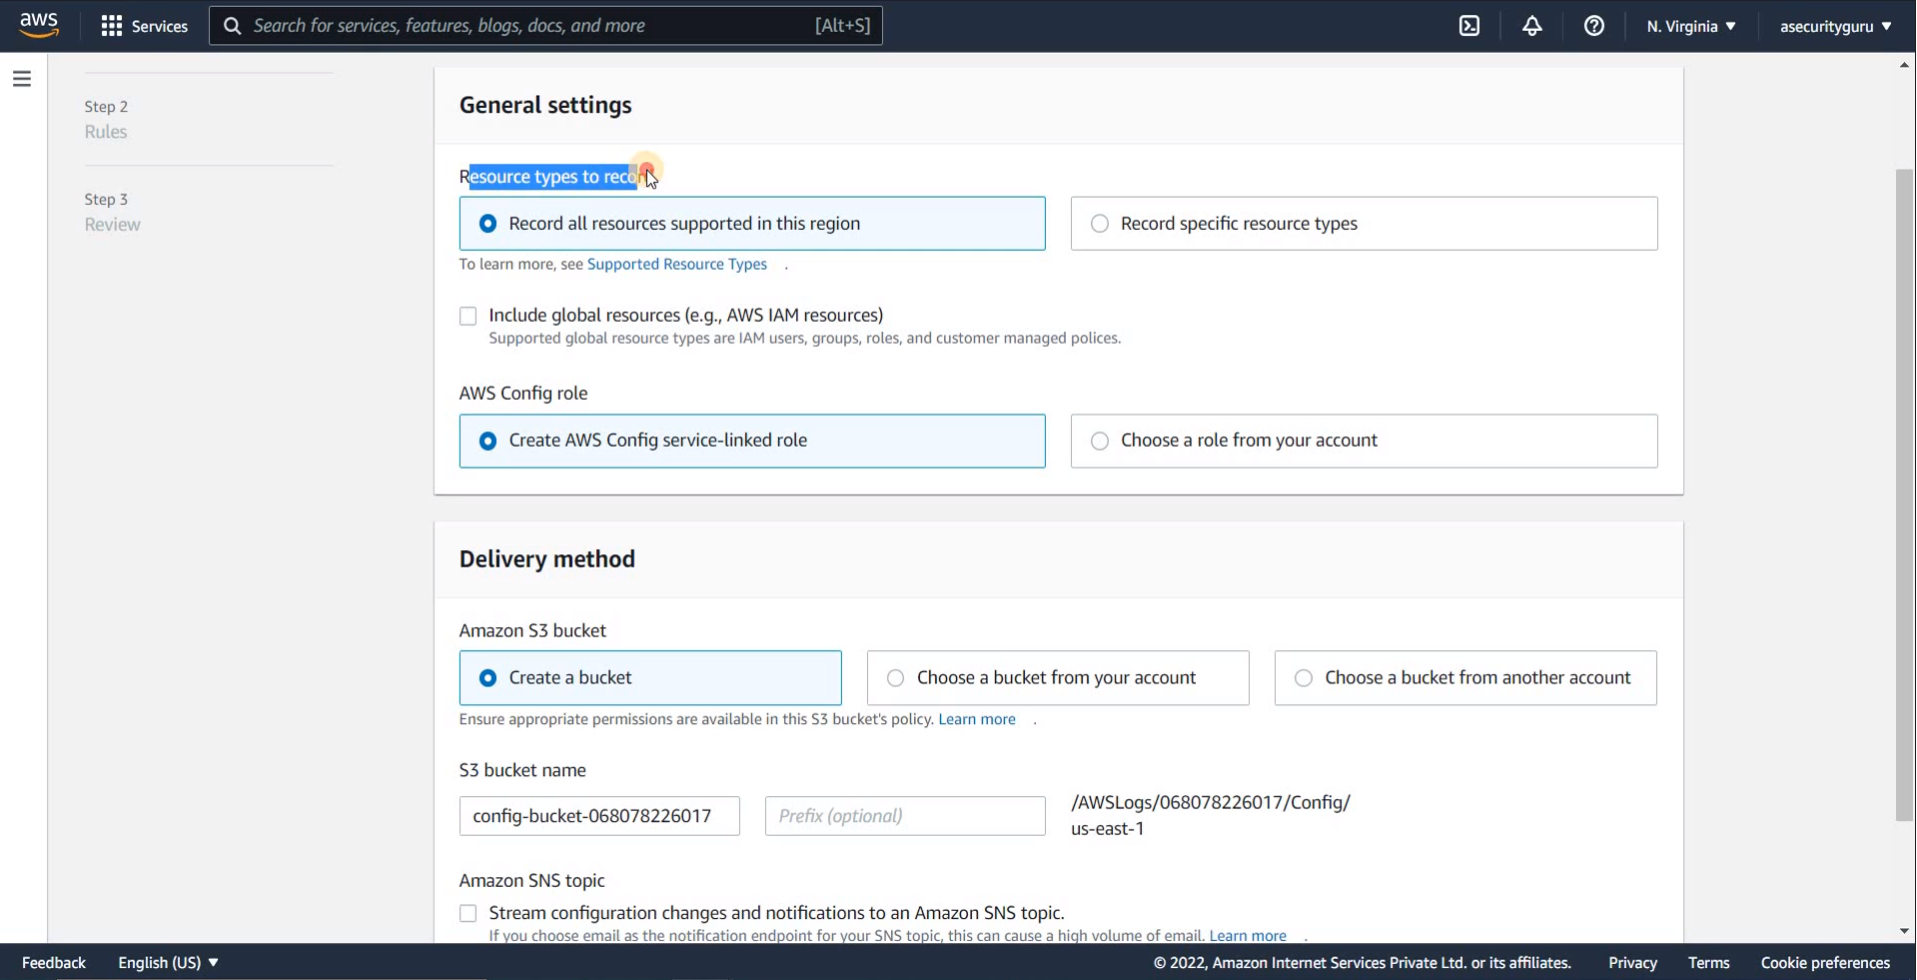 aws
Services
Search for services, features, blogs, docs, and more
[Alt+S]
N. Virginia
asecurityguru
Step 2
Rules
Step 3
Review
General settings
Resource types to record
Record all resources supported in this region
Record specific resource types
To learn more, see Supported Resource Types .
Include global resources (e.g., AWS IAM resources)
Supported global resource types are IAM users, groups, roles, and customer managed polices.
AWS Config role
Create AWS Config service-linked role
Choose a role from your account
Delivery method
Amazon S3 bucket
Create a bucket
Choose a bucket from your account
Choose a bucket from another account
Ensure appropriate permissions are available in this S3 bucket's policy. Learn more .
S3 bucket name
config-bucket-068078226017
Prefix (optional)
/AWSLogs/068078226017/Config/
us-east-1
Amazon SNS topic
Stream configuration changes and notifications to an Amazon SNS topic.
If you choose email as the notification endpoint for your SNS topic, this can cause a high volume of email. Learn more .
Feedback
English (US)
© 2022, Amazon Internet Services Private Ltd. or its affiliates.
Privacy
Terms
Cookie preferences